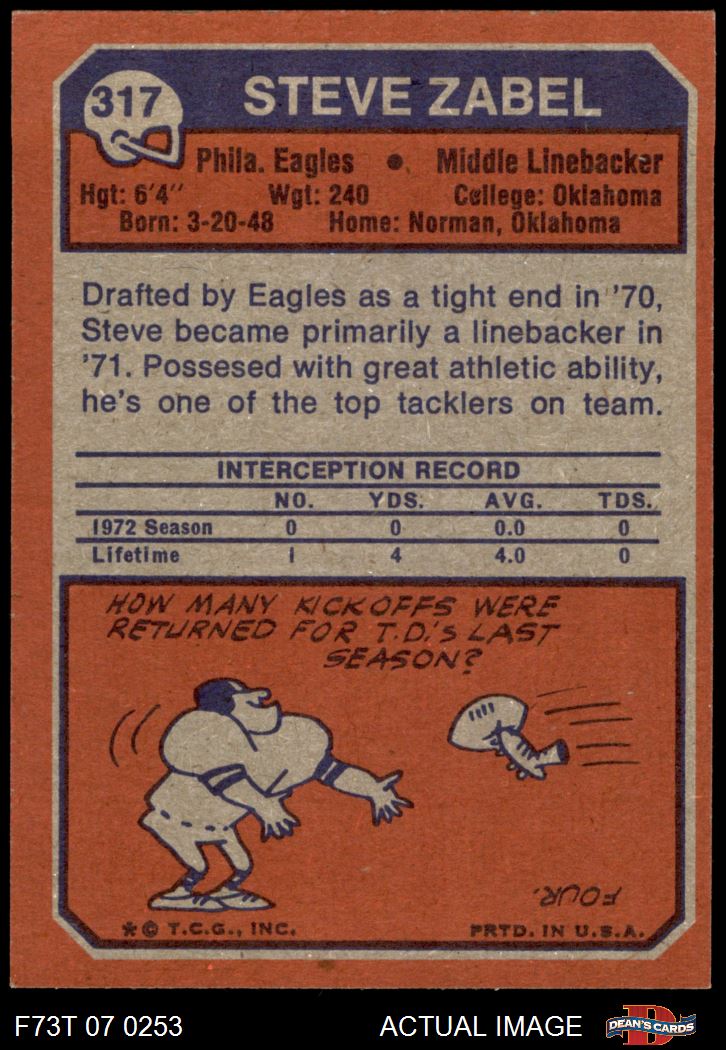 317
STEVE ZABEL
Phila. Eagles • Middle Linebacker
Hgt: 6'4" Wgt: 240 College: Oklahoma
Born: 3-20-48 Home: Norman, Oklahoma
Drafted by Eagles as a tight end in '70,
Steve became primarily a linebacker in
'71. Possesed with great athletic ability,
he's one of the top tacklers on team.
INTERCEPTION RECORD
NO. YDS. AVG. TDS.
1972 Season 0 0 0.0 0
Lifetime 1 4 4.0 0
HOW MANY KICKOFFS WERE
RETURNED FOR T.D.'s LAST
SEASON?
FOUR.
*© T.C.G., INC. PRTD. IN U.S.A.
F73T 07 0253 ACTUAL IMAGE D DEAN'S CARDS